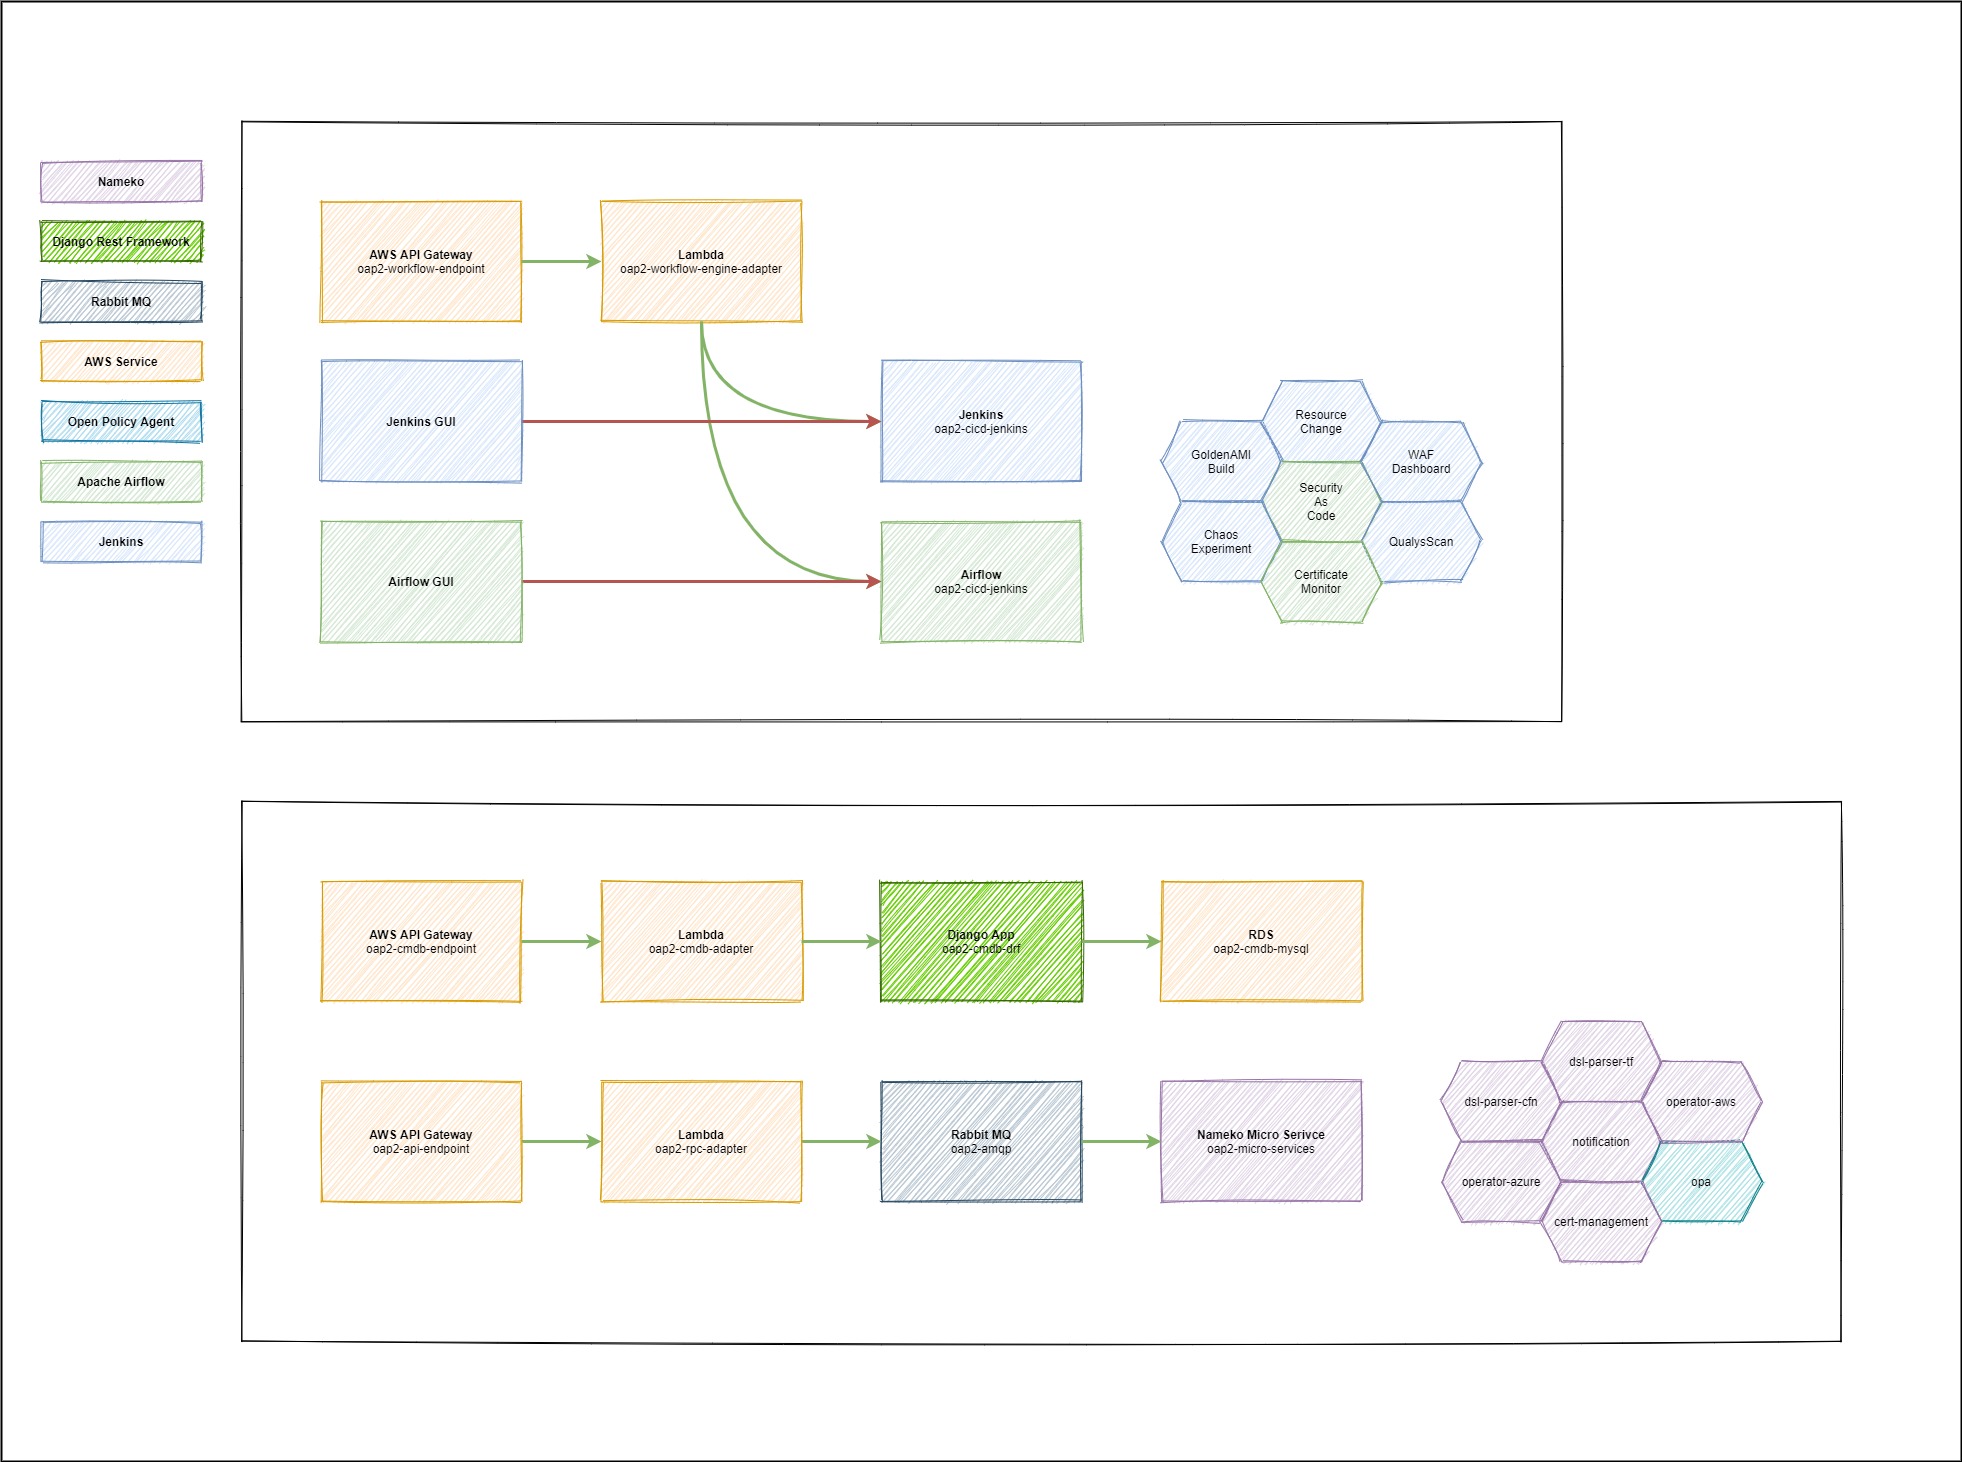 Nameko
Django Rest Framework
Rabbit MQ
AWS Service
Open Policy Agent
Apache Airflow
Jenkins
AWS API Gateway
oap2-workflow-endpoint
Lambda
oap2-workflow-engine-adapter
Jenkins GUI
Jenkins
oap2-cicd-jenkins
Airflow GUI
Airflow
oap2-cicd-jenkins
Resource
Change
GoldenAMI
Build
WAF
Dashboard
Security
As
Code
Chaos
Experiment
QualysScan
Certificate
Monitor
AWS API Gateway
oap2-cmdb-endpoint
Lambda
oap2-cmdb-adapter
Django App
oap2-cmdb-drf
RDS
oap2-cmdb-mysql
AWS API Gateway
oap2-api-endpoint
Lambda
oap2-rpc-adapter
Rabbit MQ
oap2-amqp
Nameko Micro Serivce
oap2-micro-services
dsl-parser-tf
dsl-parser-cfn
operator-aws
notification
operator-azure
opa
cert-management